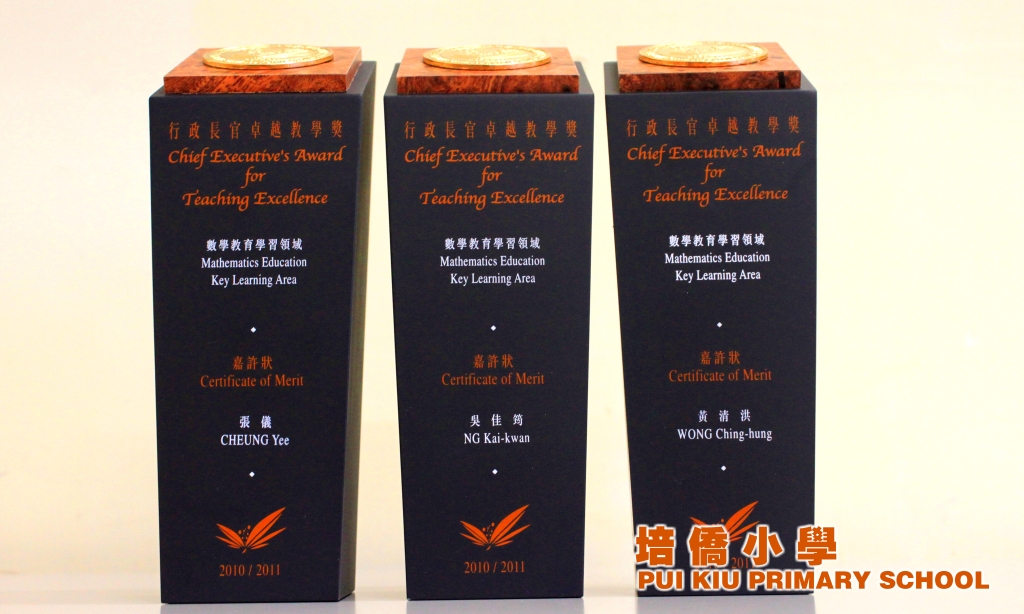 行政長官卓越教學獎
Chief Executive's Award
for
Teaching Excellence
數學教育學習領域
Mathematics Education
Key Learning Area
嘉許狀
Certificate of Merit
張儀
CHEUNG Yee
2010 / 2011
行政長官卓越教學獎
Chief Executive's Award
for
Teaching Excellence
數學教育學習領域
Mathematics Education
Key Learning Area
嘉許狀
Certificate of Merit
吳佳筠
NG Kai-kwan
2010 / 2011
行政長官卓越教學獎
Chief Executive's Award
for
Teaching Excellence
數學教育學習領域
Mathematics Education
Key Learning Area
嘉許狀
Certificate of Merit
黃清洪
WONG Ching-hung
培僑小學
PUI KIU PRIMARY SCHOOL